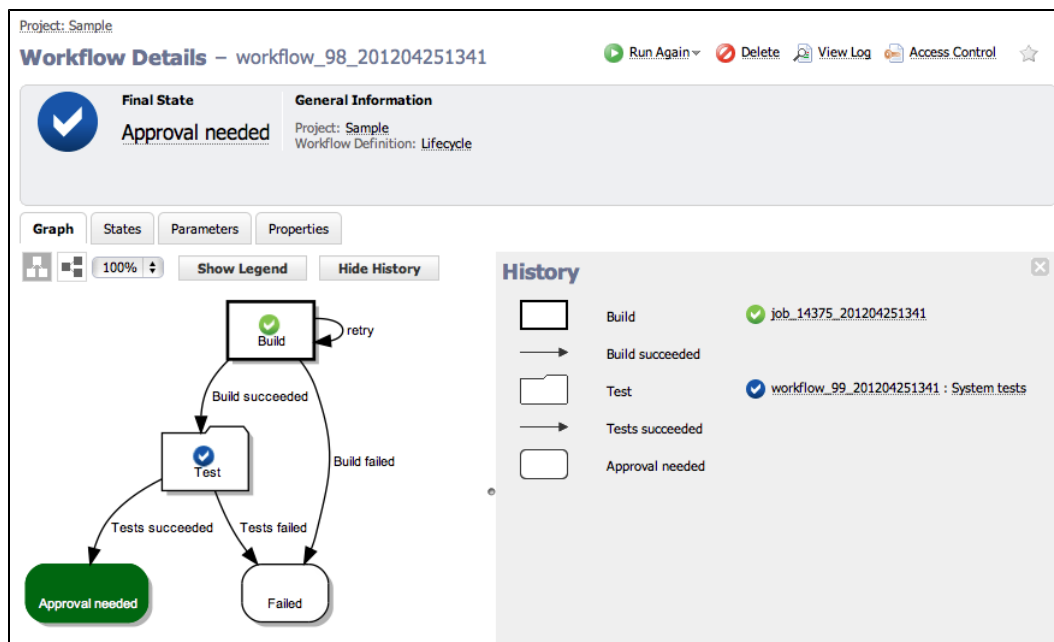 Project: Sample
Workflow Details – workflow_98_201204251341
Run Again Delete View Log Access Control
Final State
Approval needed
General Information
Project: Sample
Workflow Definition: Lifecycle
Graph States Parameters Properties
100% Show Legend Hide History
Build
retry
Build succeeded
Build failed
Test
Tests succeeded
Tests failed
Approval needed
Failed
History
Build job_14375_201204251341
Build succeeded
Test workflow_99_201204251341 : System tests
Tests succeeded
Approval needed